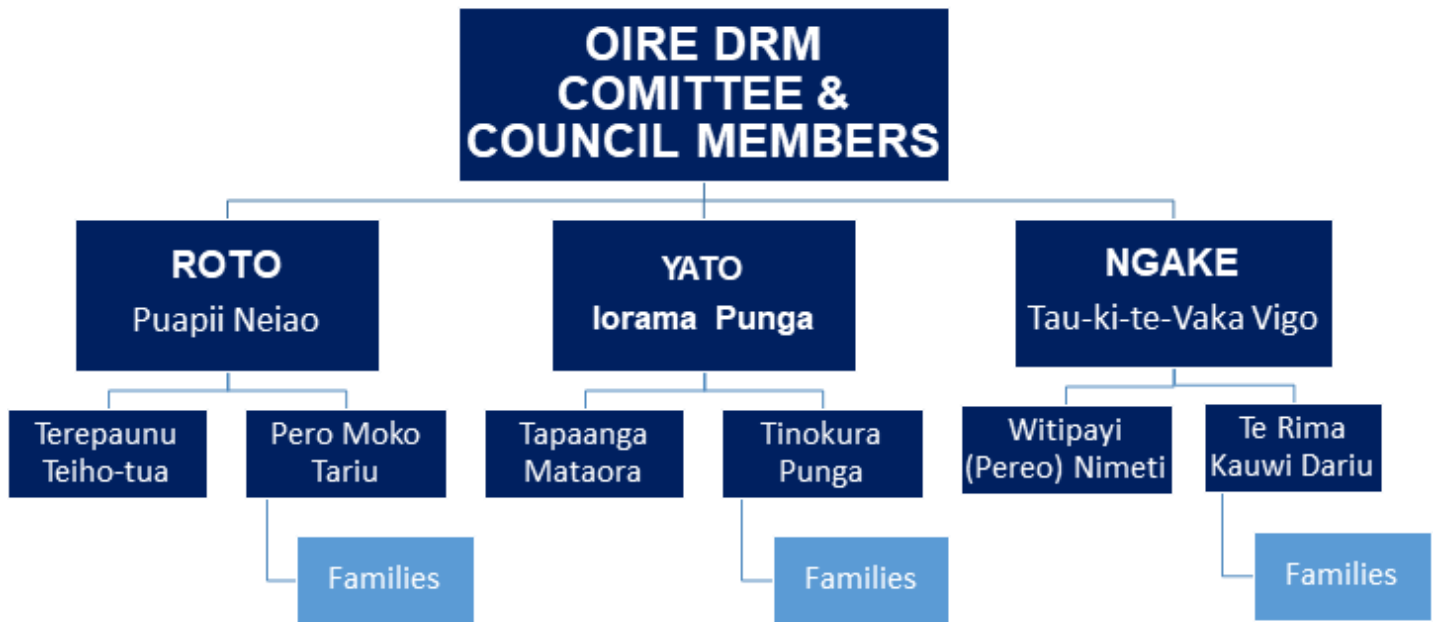 OIRE DRM
COMITTEE &
COUNCIL MEMBERS
ROTO
Puapii Neiao
YATO
Iorama Punga
NGAKE
Tau-ki-te-Vaka Vigo
Terepaunu
Teiho-tua
Pero Moko
Tariu
Tapaanga
Mataora
Tinokura
Punga
Witipayi
(Pereo) Nimeti
Te Rima
Kauwi Dariu
Families
Families
Families